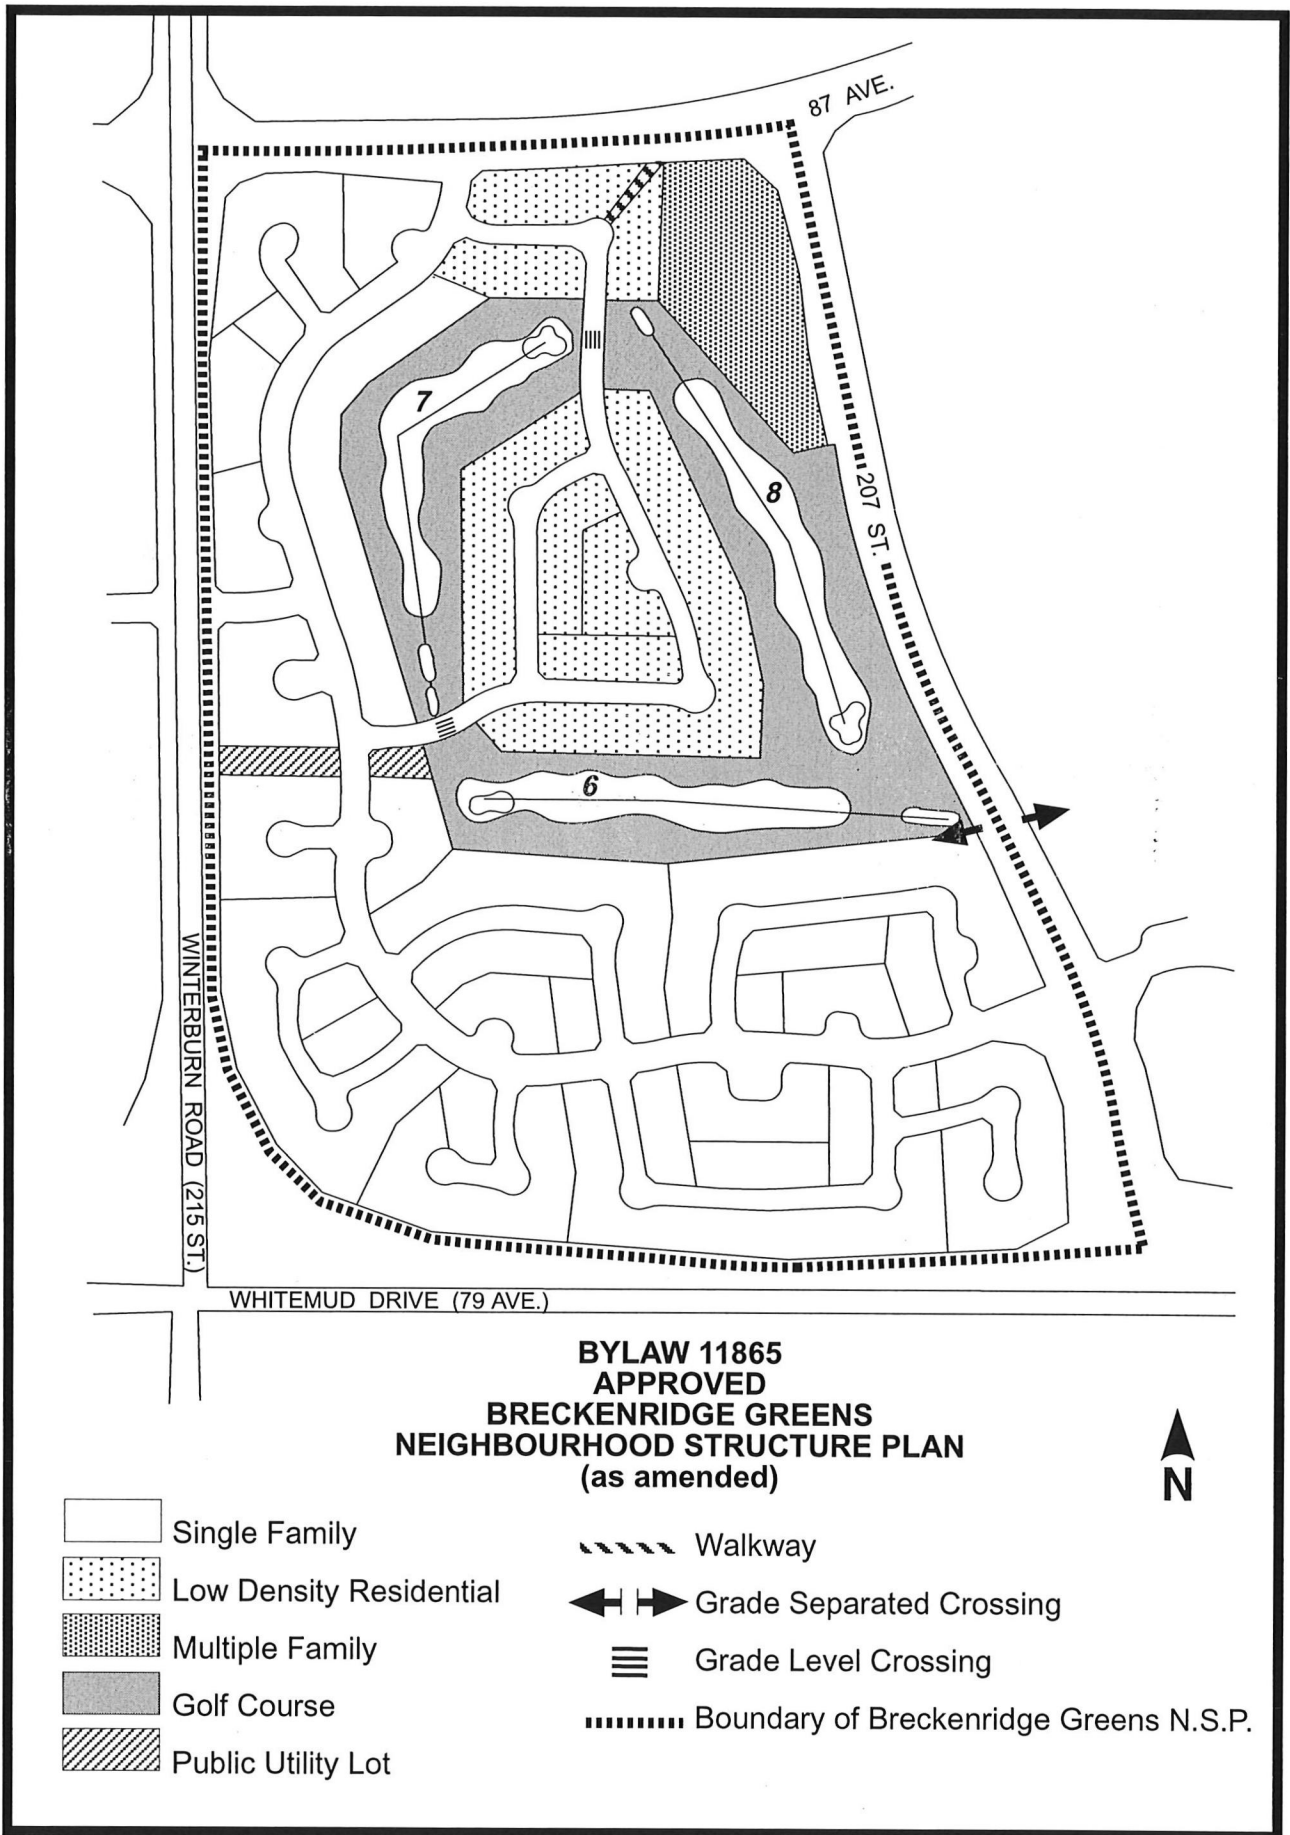 87 AVE.
7
8
207 ST.
6
WINTERBURN ROAD (215 ST.)
WHITEMUD DRIVE (79 AVE.)
BYLAW 11865
APPROVED
BRECKENRIDGE GREENS
NEIGHBOURHOOD STRUCTURE PLAN
(as amended)
N
Single Family
Low Density Residential
Multiple Family
Golf Course
Public Utility Lot
Walkway
Grade Separated Crossing
Grade Level Crossing
Boundary of Breckenridge Greens N.S.P.